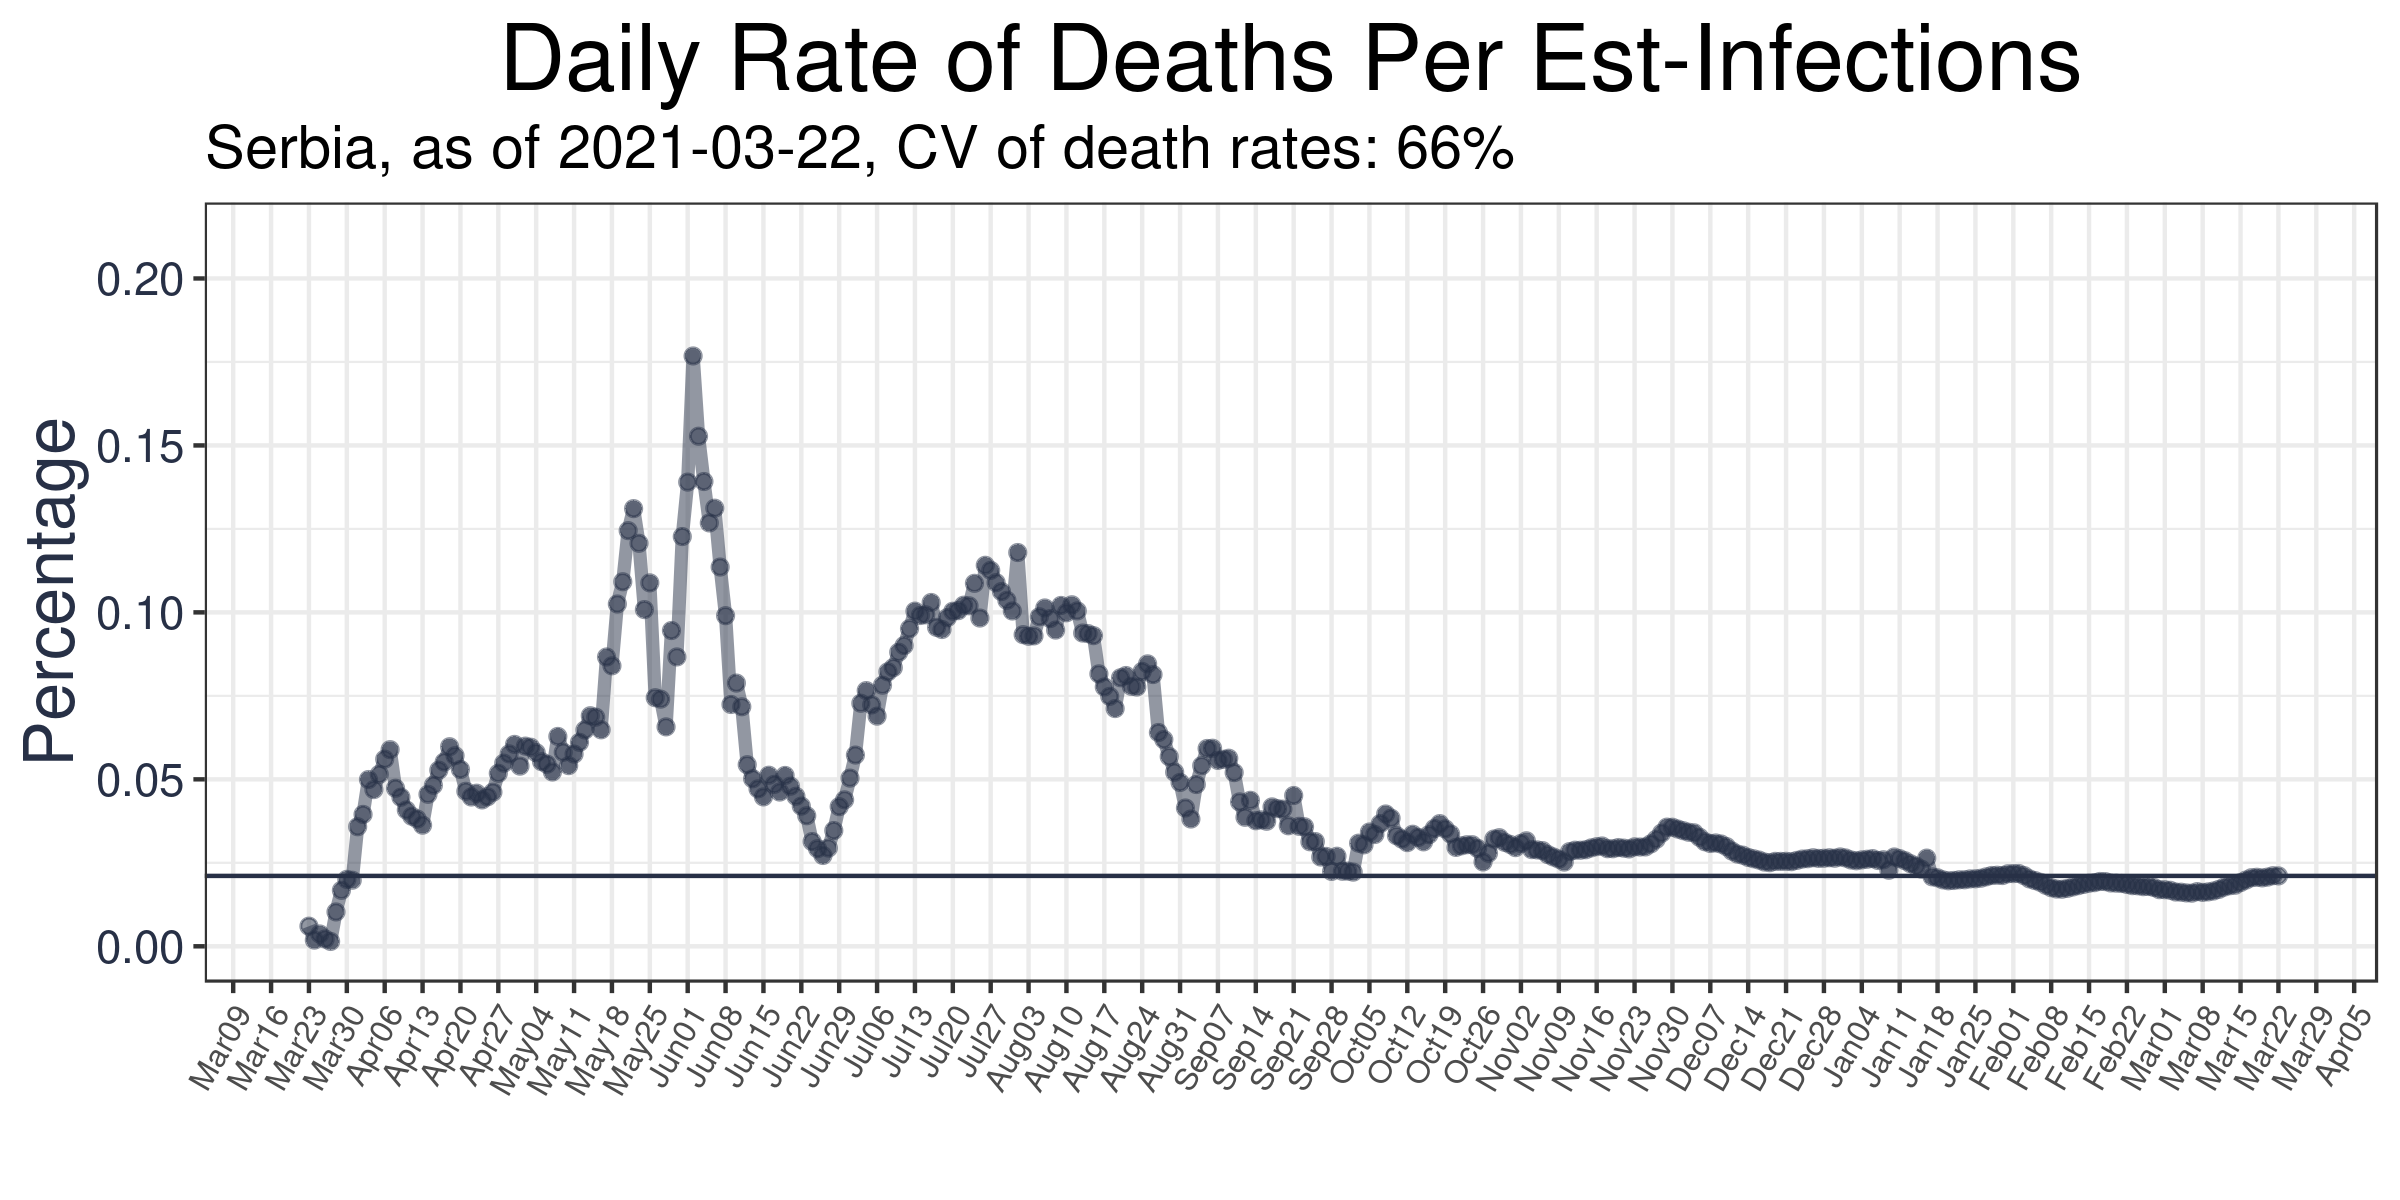 Daily Rate of Deaths Per Est-Infections
Serbia, as of 2021-03-22, CV of death rates: 66%
Percentage
0.20
0.15
0.10
0.05
0.00
Mar09 Mar16 Mar23 Mar30 Apr06 Apr13 Apr20 Apr27 May04 May11 May18 May25 Jun01 Jun08 Jun15 Jun22 Jun29 Jul06 Jul13 Jul20 Jul27 Aug03 Aug10 Aug17 Aug24 Aug31 Sep07 Sep14 Sep21 Sep28 Oct05 Oct12 Oct19 Oct26 Nov02 Nov09 Nov16 Nov23 Nov30 Dec07 Dec14 Dec21 Dec28 Jan04 Jan11 Jan18 Jan25 Feb01 Feb08 Feb15 Feb22 Mar01 Mar08 Mar15 Mar22 Mar29 Apr05